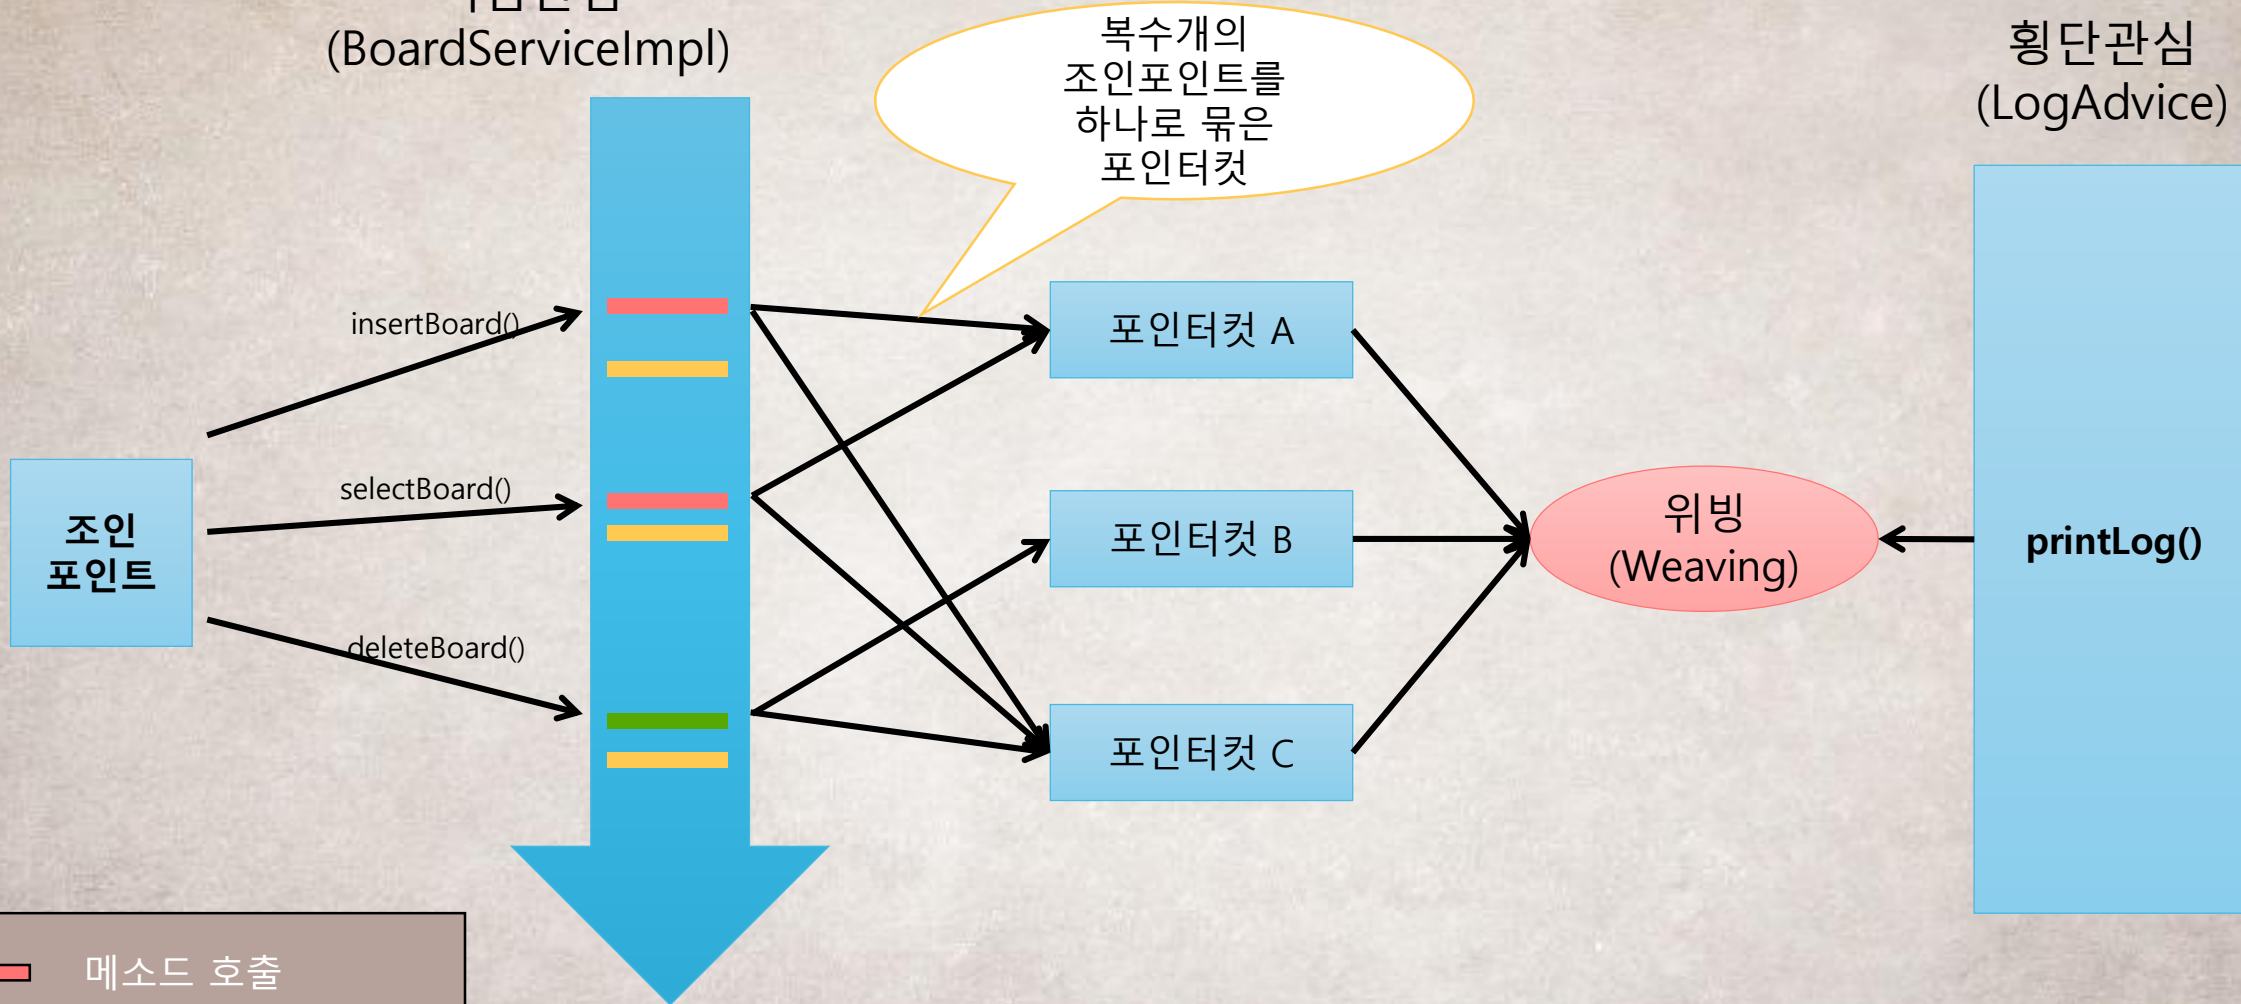 (BoardServiceImpl)
복수개의
조인포인트를
하나로 묶은
포인터컷
횡단관심
(LogAdvice)
insertBoard()
selectBoard()
deleteBoard()
조인
포인트
포인터컷 A
포인터컷 B
포인터컷 C
위빙
(Weaving)
printLog()
메소드 호출